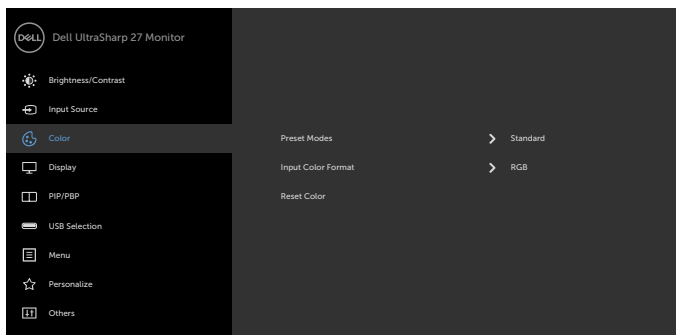 DELL Dell UltraSharp 27 Monitor
Brightness/Contrast
Input Source
Color
Preset Modes Standard
Input Color Format RGB
Reset Color
Display
PIP/PBP
USB Selection
Menu
Personalize
Others